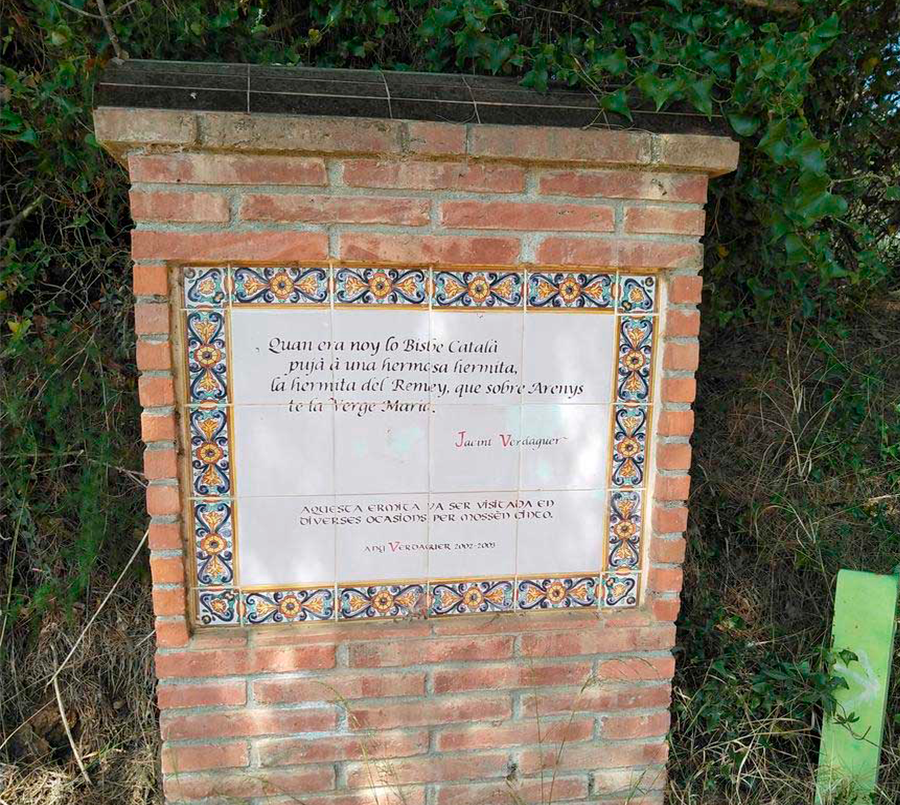 Quan era noy lo Bisbe Català
pujà à una hermosa hermita,
la hermita del Remey, que sobre Arenys
te la Verge Maria.
Jacint Verdaguer
AQUESTA ERMITA VA SER VISITADA EN
DIVERSES OCASIONS PER MOSSÈN CINTO.
ANY VERDAGUER 2002-2003